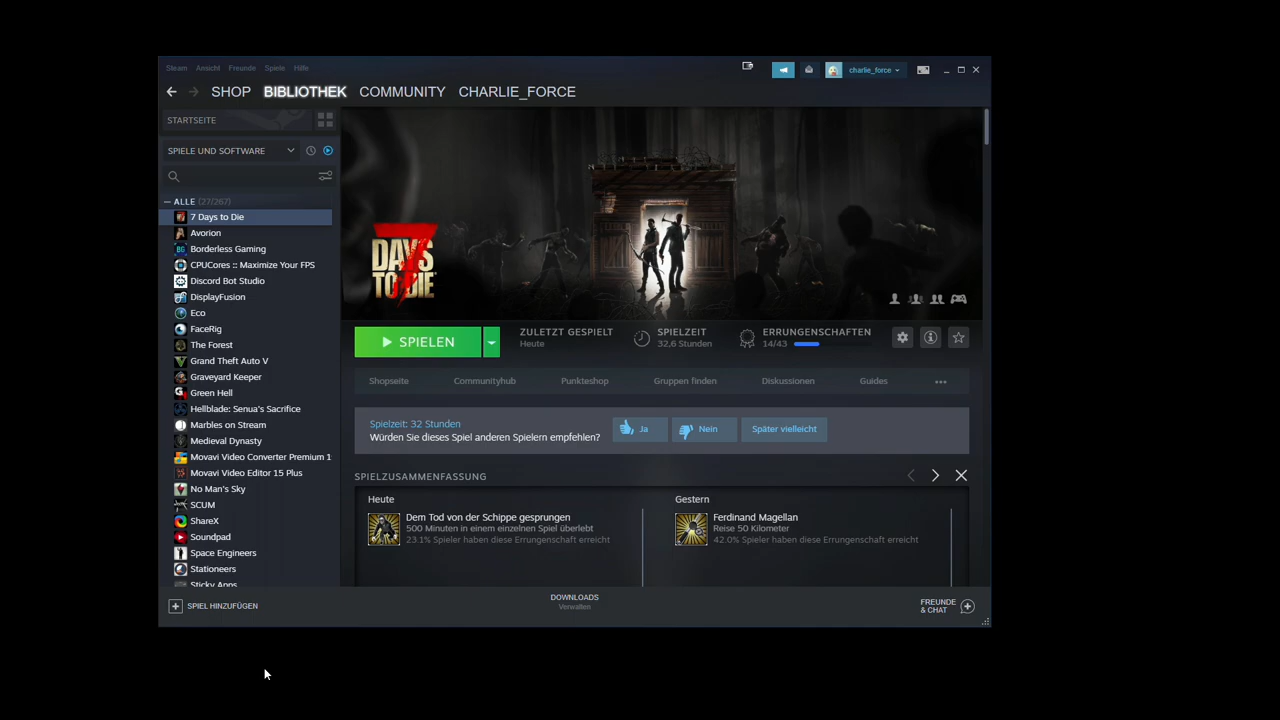 Steam Ansicht Freunde Spiele Hilfe
charlie_force
SHOP BIBLIOTHEK COMMUNITY CHARLIE_FORCE
STARTSEITE
SPIELE UND SOFTWARE
ALLE (27/267)
7 Days to Die
Avorion
Borderless Gaming
CPUCores :: Maximize Your FPS
Discord Bot Studio
DisplayFusion
Eco
FaceRig
The Forest
Grand Theft Auto V
Graveyard Keeper
Green Hell
Hellblade: Senua's Sacrifice
Marbles on Stream
Medieval Dynasty
Movavi Video Converter Premium 1
Movavi Video Editor 15 Plus
No Man's Sky
SCUM
ShareX
Soundpad
Space Engineers
Stationeers
Sticky Apps
SPIEL HINZUFÜGEN
7
DAYS
TO DIE
SPIELEN
ZULETZT GESPIELT
Heute
SPIELZEIT
32.6 Stunden
ERRUNGENSCHAFTEN
14/43
Shopseite Communityhub Punkteshop Gruppen finden Diskussionen Guides
Spielzeit: 32 Stunden
Würden Sie dieses Spiel anderen Spielern empfehlen?
Ja Nein Später vielleicht
SPIELZUSAMMENFASSUNG
Heute
Dem Tod von der Schippe gesprungen
500 Minuten in einem einzelnen Spiel überlebt
23.1% Spieler haben diese Errungenschaft erreicht
Gestern
Ferdinand Magellan
Reise 50 Kilometer
42.0% Spieler haben diese Errungenschaft erreicht
DOWNLOADS
Verwalten
FREUNDE
& CHAT